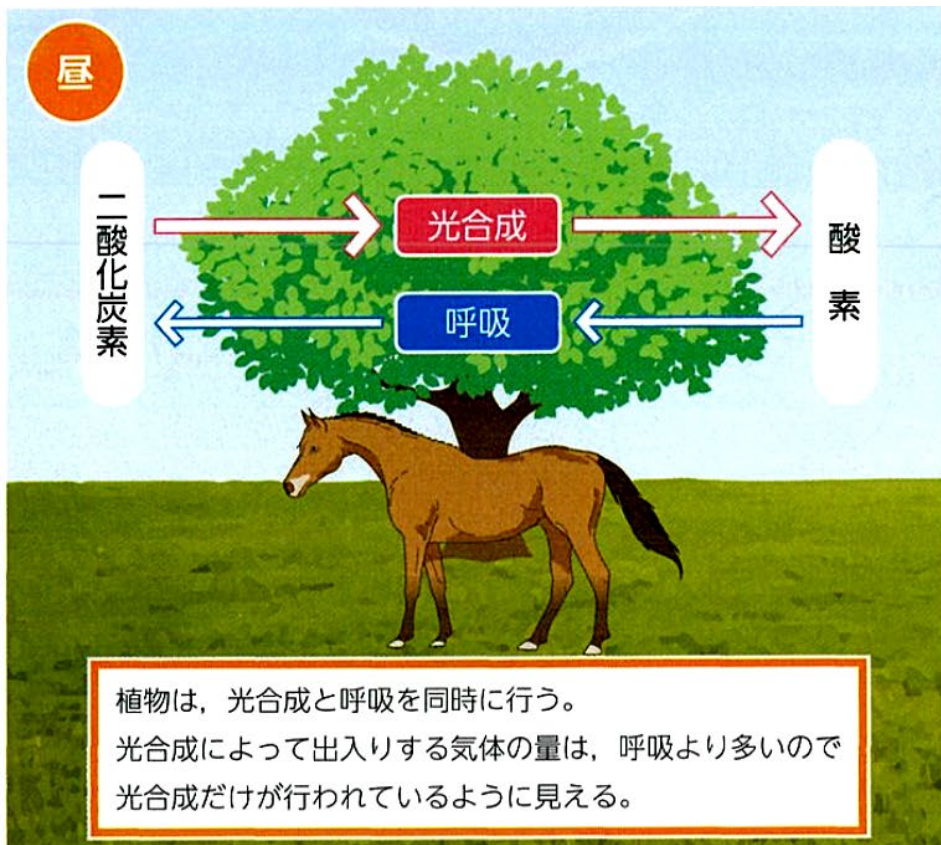 昼
二酸化炭素
光合成
酸素
呼吸
植物は，光合成と呼吸を同時に行う。
光合成によって出入りする気体の量は，呼吸より多いので
光合成だけが行われているように見える。